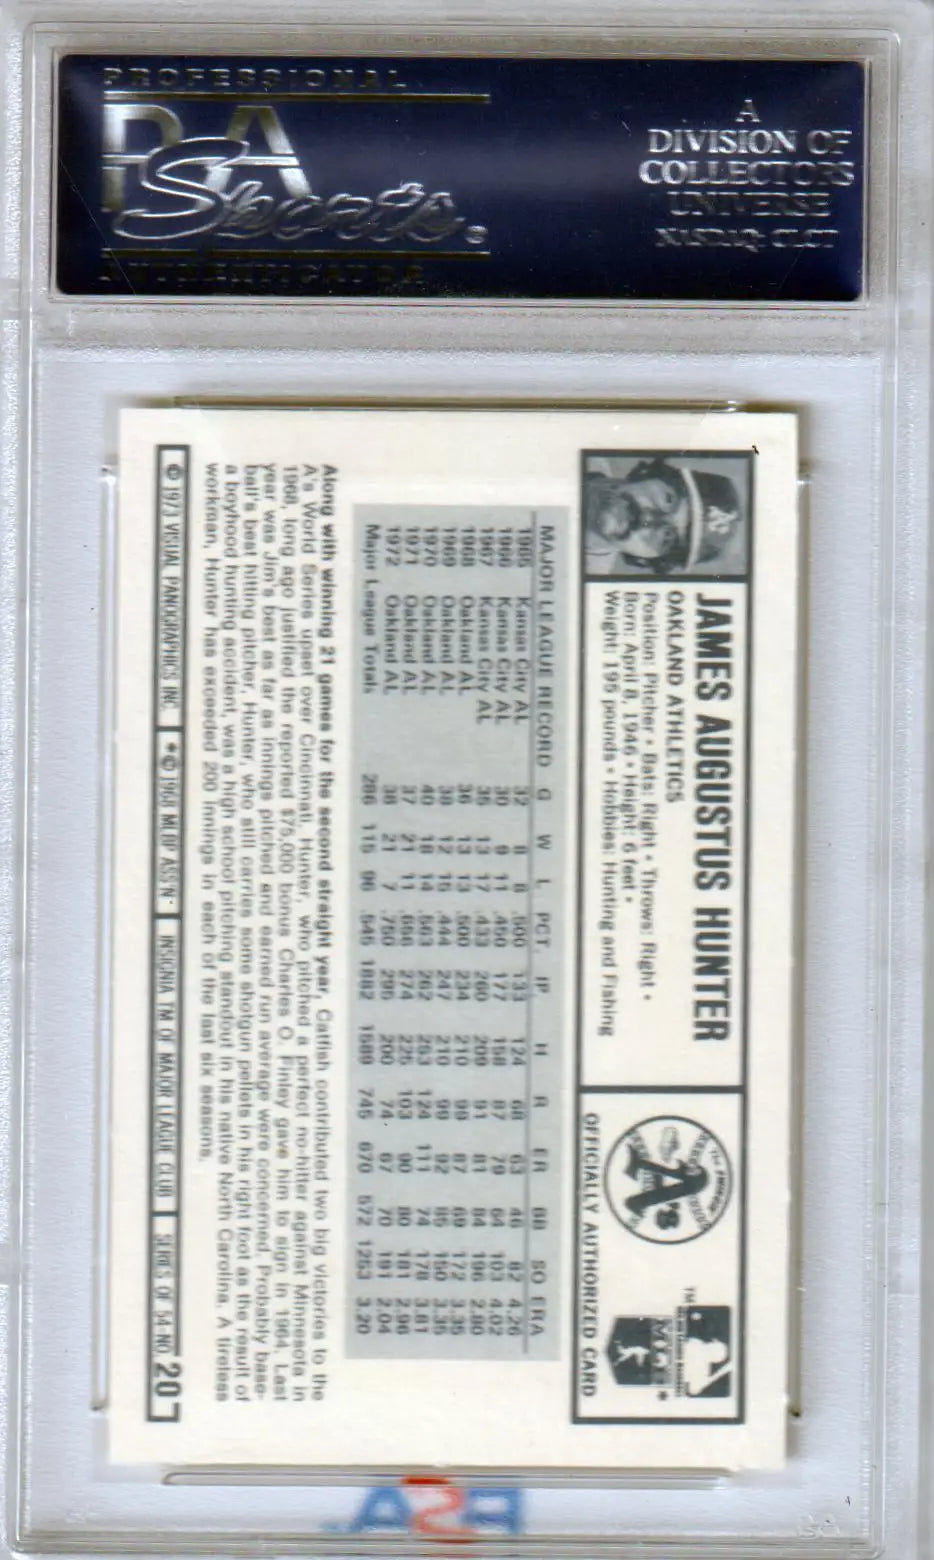 PROFESSIONAL
PSA
Sports
AUTHENTICATOR
A
DIVISION OF
COLLECTORS
UNIVERSE
NASDAQ: CLCT
JAMES AUGUSTUS HUNTER
OAKLAND ATHLETICS
Position: Pitcher • Bats: Right • Throws: Right •
Born: April 8, 1946 • Height: 6 feet •
Weight: 195 pounds • Hobbies: Hunting and Fishing
A's
TM
MLBP
OFFICIALLY AUTHORIZED CARD
MAJOR LEAGUE RECORD G W L PCT. IP H R ER BB SO ERA
1965 Kansas City AL 32 8 8 .500 133 124 68 63 46 82 4.26
1966 Kansas City AL 30 9 11 .450 177 158 87 79 64 103 4.02
1967 Kansas City AL 35 13 17 .433 260 209 91 81 84 196 2.80
1968 Oakland AL 36 13 13 .500 234 210 99 87 69 172 3.35
1969 Oakland AL 38 12 15 .444 247 210 99 92 85 150 3.35
1970 Oakland AL 40 18 14 .563 262 253 124 111 74 178 3.81
1971 Oakland AL 37 21 11 .656 274 225 103 90 80 181 2.96
1972 Oakland AL 38 21 7 .750 295 200 74 67 70 191 2.04
Major League Totals 286 115 96 .545 1882 1589 745 670 572 1253 3.20
Along with winning 21 games for the second straight year, Catfish contributed two big victories to the
A's World Series upset over Cincinnati. Hunter, who pitched a perfect no-hitter against Minnesota in
1968, long ago justified the reported $75,000 bonus Charles O. Finley gave him to sign in 1964. Last
year was Jim's best as far as innings pitched and earned run average were concerned. Probably base-
ball's best hitting pitcher, Hunter, who still carries some shotgun pellets in his right foot as the result of
a boyhood hunting accident, was a high school pitching standout in his native North Carolina. A tireless
workman, Hunter has exceeded 200 innings in each of the last six seasons.
© 1973 VISUAL PANOGRAPHICS INC. *© 1968 MLBP ASS'N• INSIGNIA TM OF MAJOR LEAGUE CLUB SERIES OF 54-NO 20
PSA